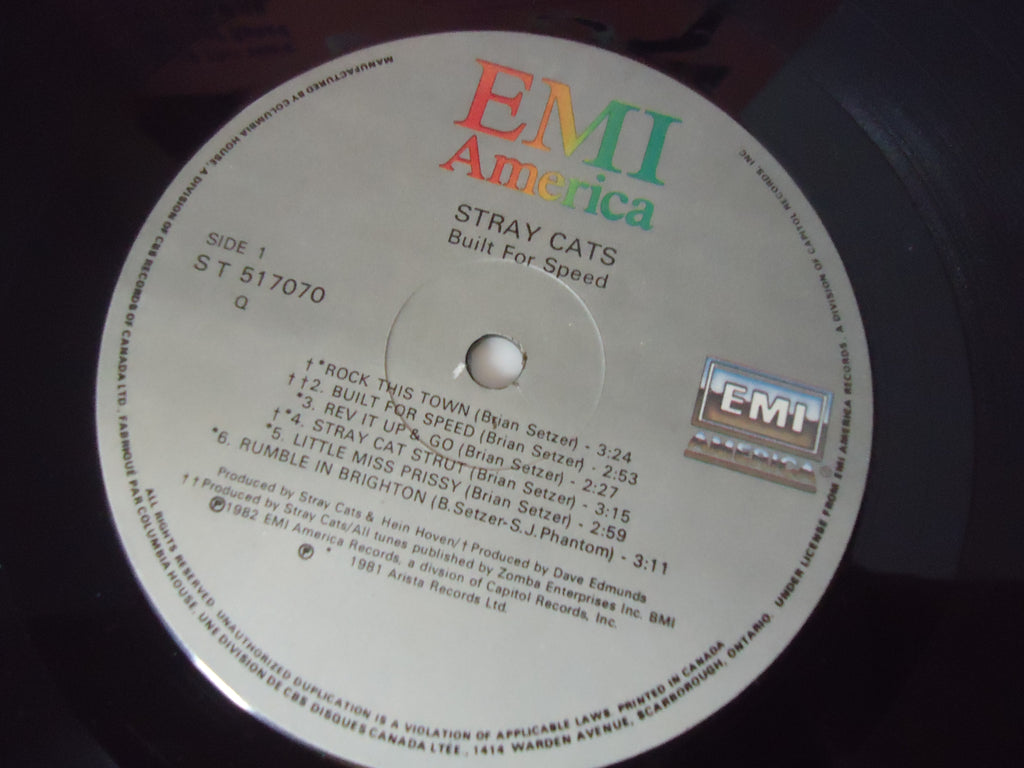 EMI
America
STRAY CATS
Built For Speed
SIDE 1
ST 517070
Q
†*ROCK THIS TOWN (Brian Setzer) - 3:24
††2. BUILT FOR SPEED (Brian Setzer) - 2:53
*3. REV IT UP & GO (Brian Setzer) - 2:27
†*4. STRAY CAT STRUT (Brian Setzer) - 3:15
*5. LITTLE MISS PRISSY (Brian Setzer) - 2:59
*6. RUMBLE IN BRIGHTON (B.Setzer-S.J.Phantom) - 3:11
Produced by Stray Cats & Hein Hoven/† Produced by Dave Edmunds
††Produced by Stray Cats/All tunes published by Zomba Enterprises Inc. BMI
℗1982 EMI America Records, a divsion of Capitol Records, Inc.
℗ * 1981 Arista Records Ltd.
EMI
AMERICA®
MANUFACTURED BY COLUMBIA HOUSE, A DIVISION OF CBS RECORDS OF CANADA LTD. FABRIQUÉ PAR COLUMBIA HOUSE, UNE DIVISION DE CBS DISQUES CANADA LTÉE., 1414 WARDEN AVENUE, SCARBOROUGH, ONTARIO. UNDER LICENSE FROM EMI AMERICA RECORDS. A DIVISION OF CAPITOL RECORDS, INC
ALL RIGHTS RESERVED. UNAUTHORIZED DUPLICATION IS A VIOLATION OF APPLICABLE LAWS. PRINTED IN CANADA